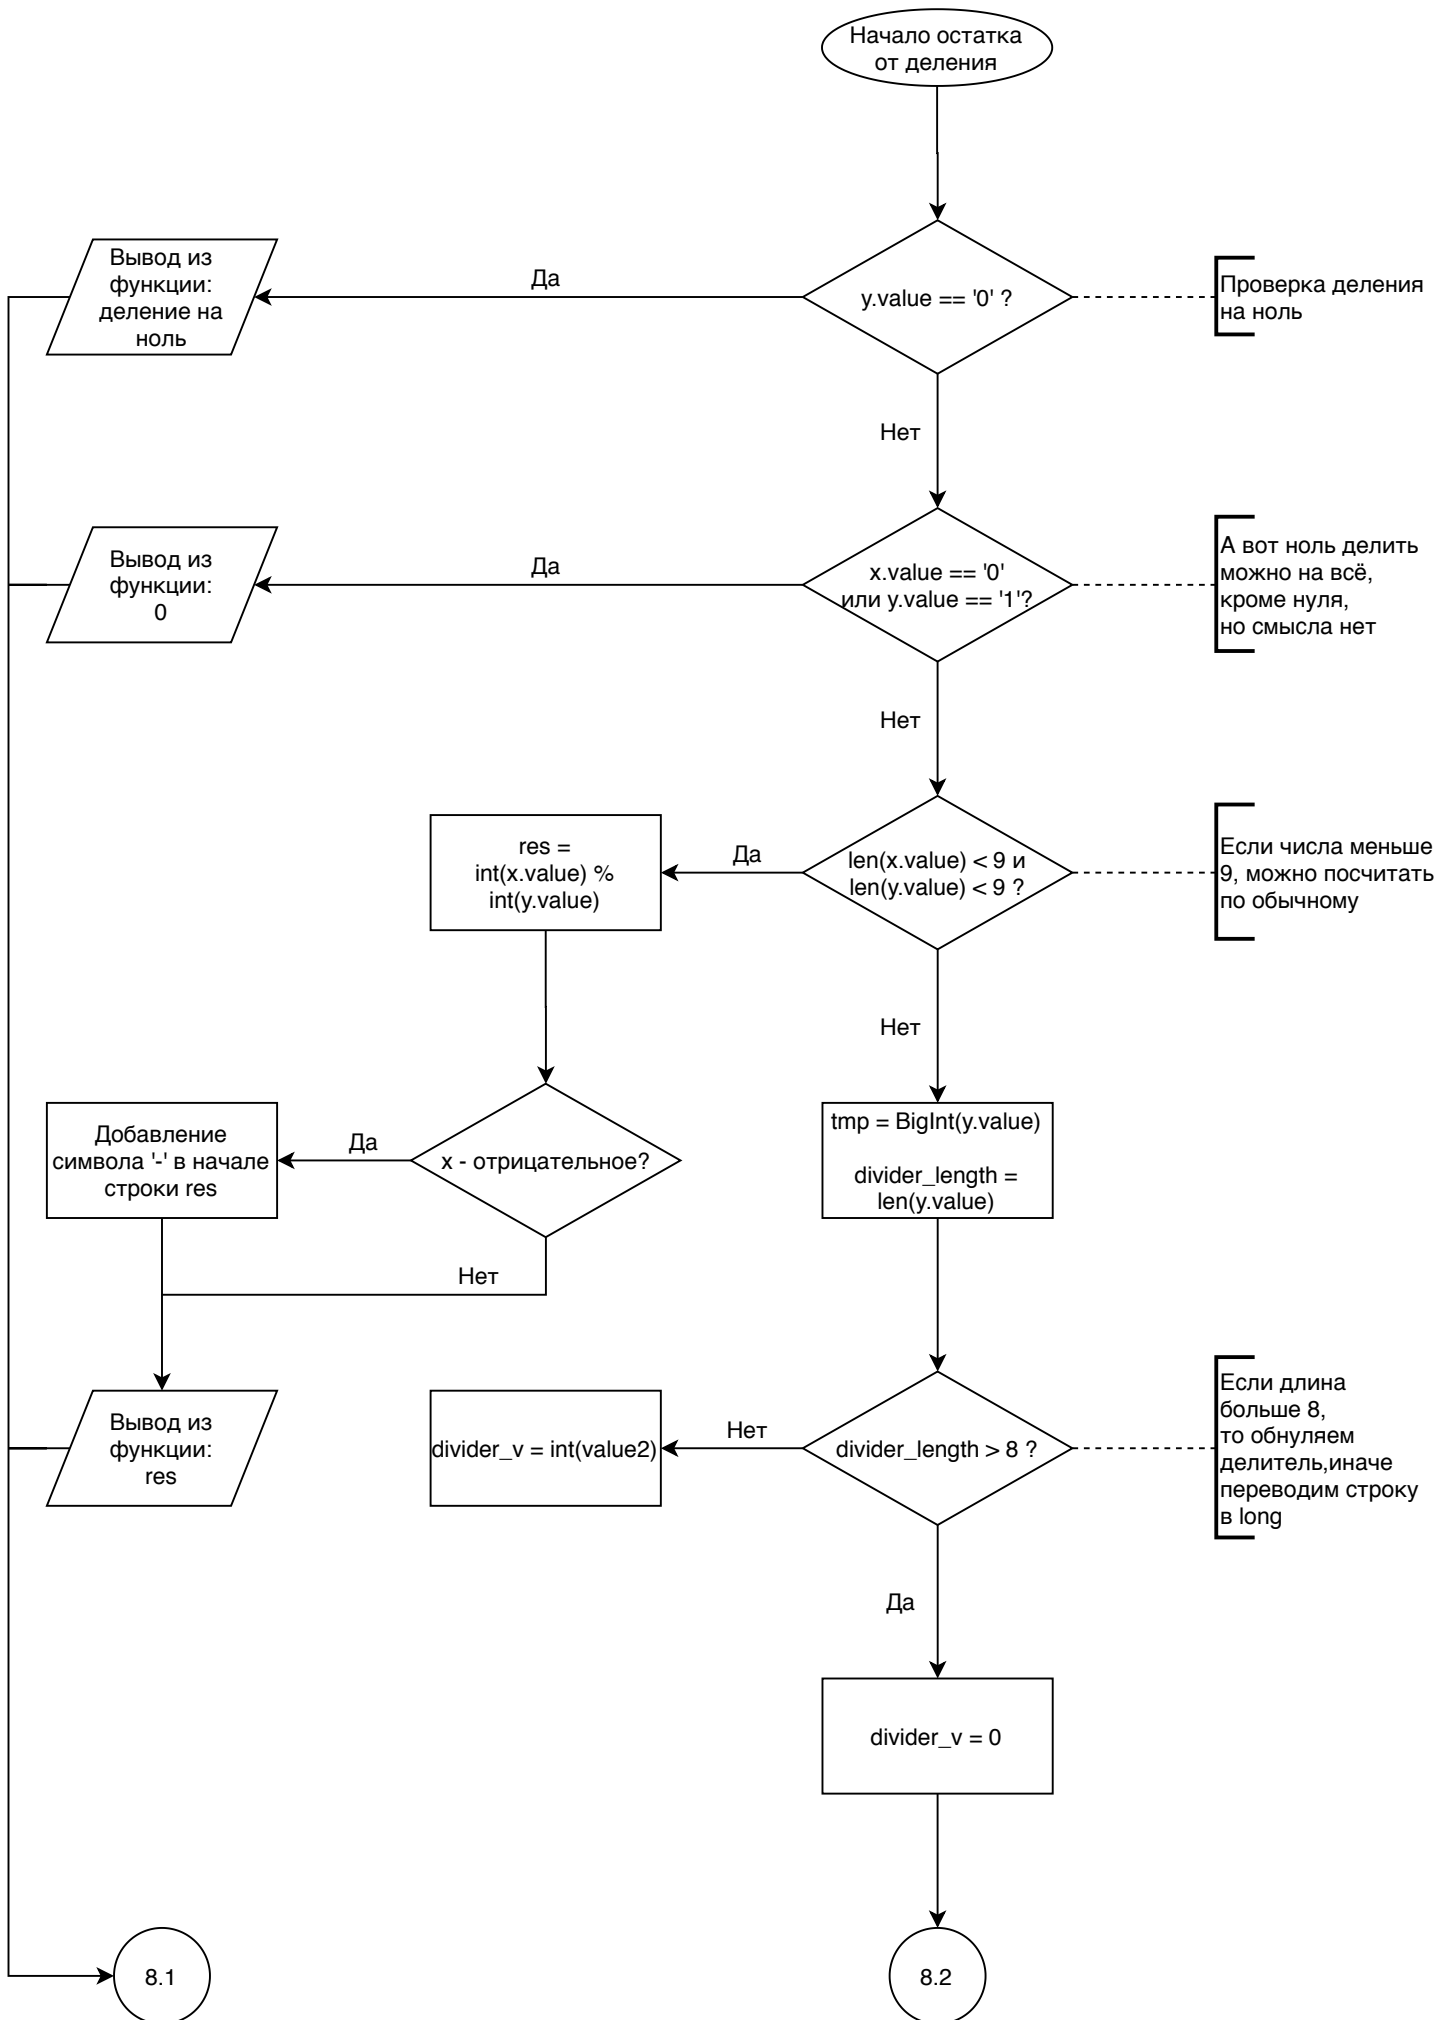 Начало остатка
от деления
Вывод из
функции:
деление на
ноль
Да
y.value == '0' ?
Проверка деления
на ноль
Нет
Вывод из
функции:
0
Да
x.value == '0'
или y.value == '1'?
А вот ноль делить
можно на всё,
кроме нуля,
но смысла нет
Нет
res =
int(x.value) %
int(y.value)
Да
len(x.value) < 9 и
len(y.value) < 9 ?
Если числа меньше
9, можно посчитать
по обычному
Нет
Добавление
символа '-' в начале
строки res
Да
x - отрицательное?
tmp = BigInt(y.value)
divider_length =
len(y.value)
Нет
Вывод из
функции:
res
divider_v = int(value2)
Нет
divider_length > 8 ?
Если длина
больше 8,
то обнуляем
делитель,иначе
переводим строку
в long
Да
divider_v = 0
8.1
8.2